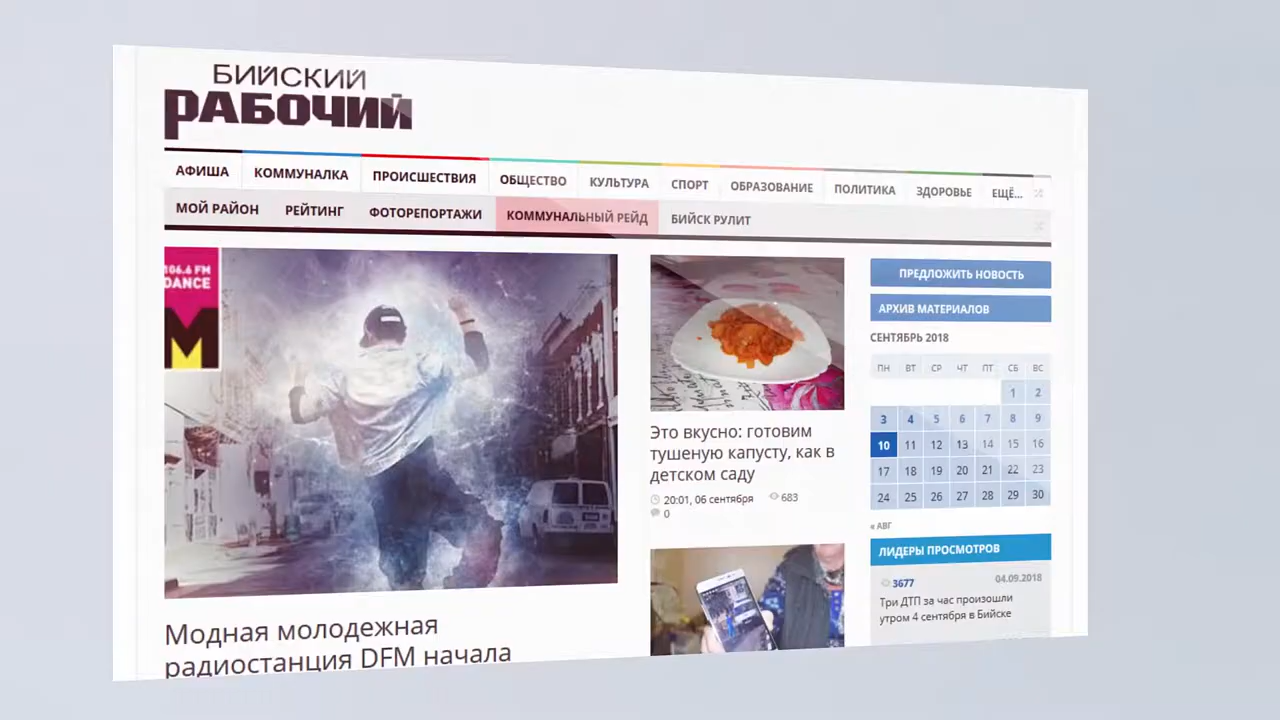 БИЙСКИЙ
РАБОЧИЙ
АФИША КОММУНАЛКА ПРОИСШЕСТВИЯ ОБЩЕСТВО КУЛЬТУРА СПОРТ ОБРАЗОВАНИЕ ПОЛИТИКА ЗДОРОВЬЕ ЕЩЁ...
МОЙ РАЙОН РЕЙТИНГ ФОТОРЕПОРТАЖИ КОММУНАЛЬНЫЙ РЕЙД БИЙСК РУЛИТ
106.6 FM
DANCE
M
Модная молодежная
радиостанция DFM начала
Это вкусно: готовим
тушеную капусту, как в
детском саду
20:01, 06 сентября 683
0
ПРЕДЛОЖИТЬ НОВОСТЬ
АРХИВ МАТЕРИАЛОВ
СЕНТЯБРЬ 2018
ПН ВТ СР ЧТ ПТ СБ ВС
1 2
3 4 5 6 7 8 9
10 11 12 13 14 15 16
17 18 19 20 21 22 23
24 25 26 27 28 29 30
« АВГ
ЛИДЕРЫ ПРОСМОТРОВ
3677 04.09.2018
Три ДТП за час произошли
утром 4 сентября в Бийске